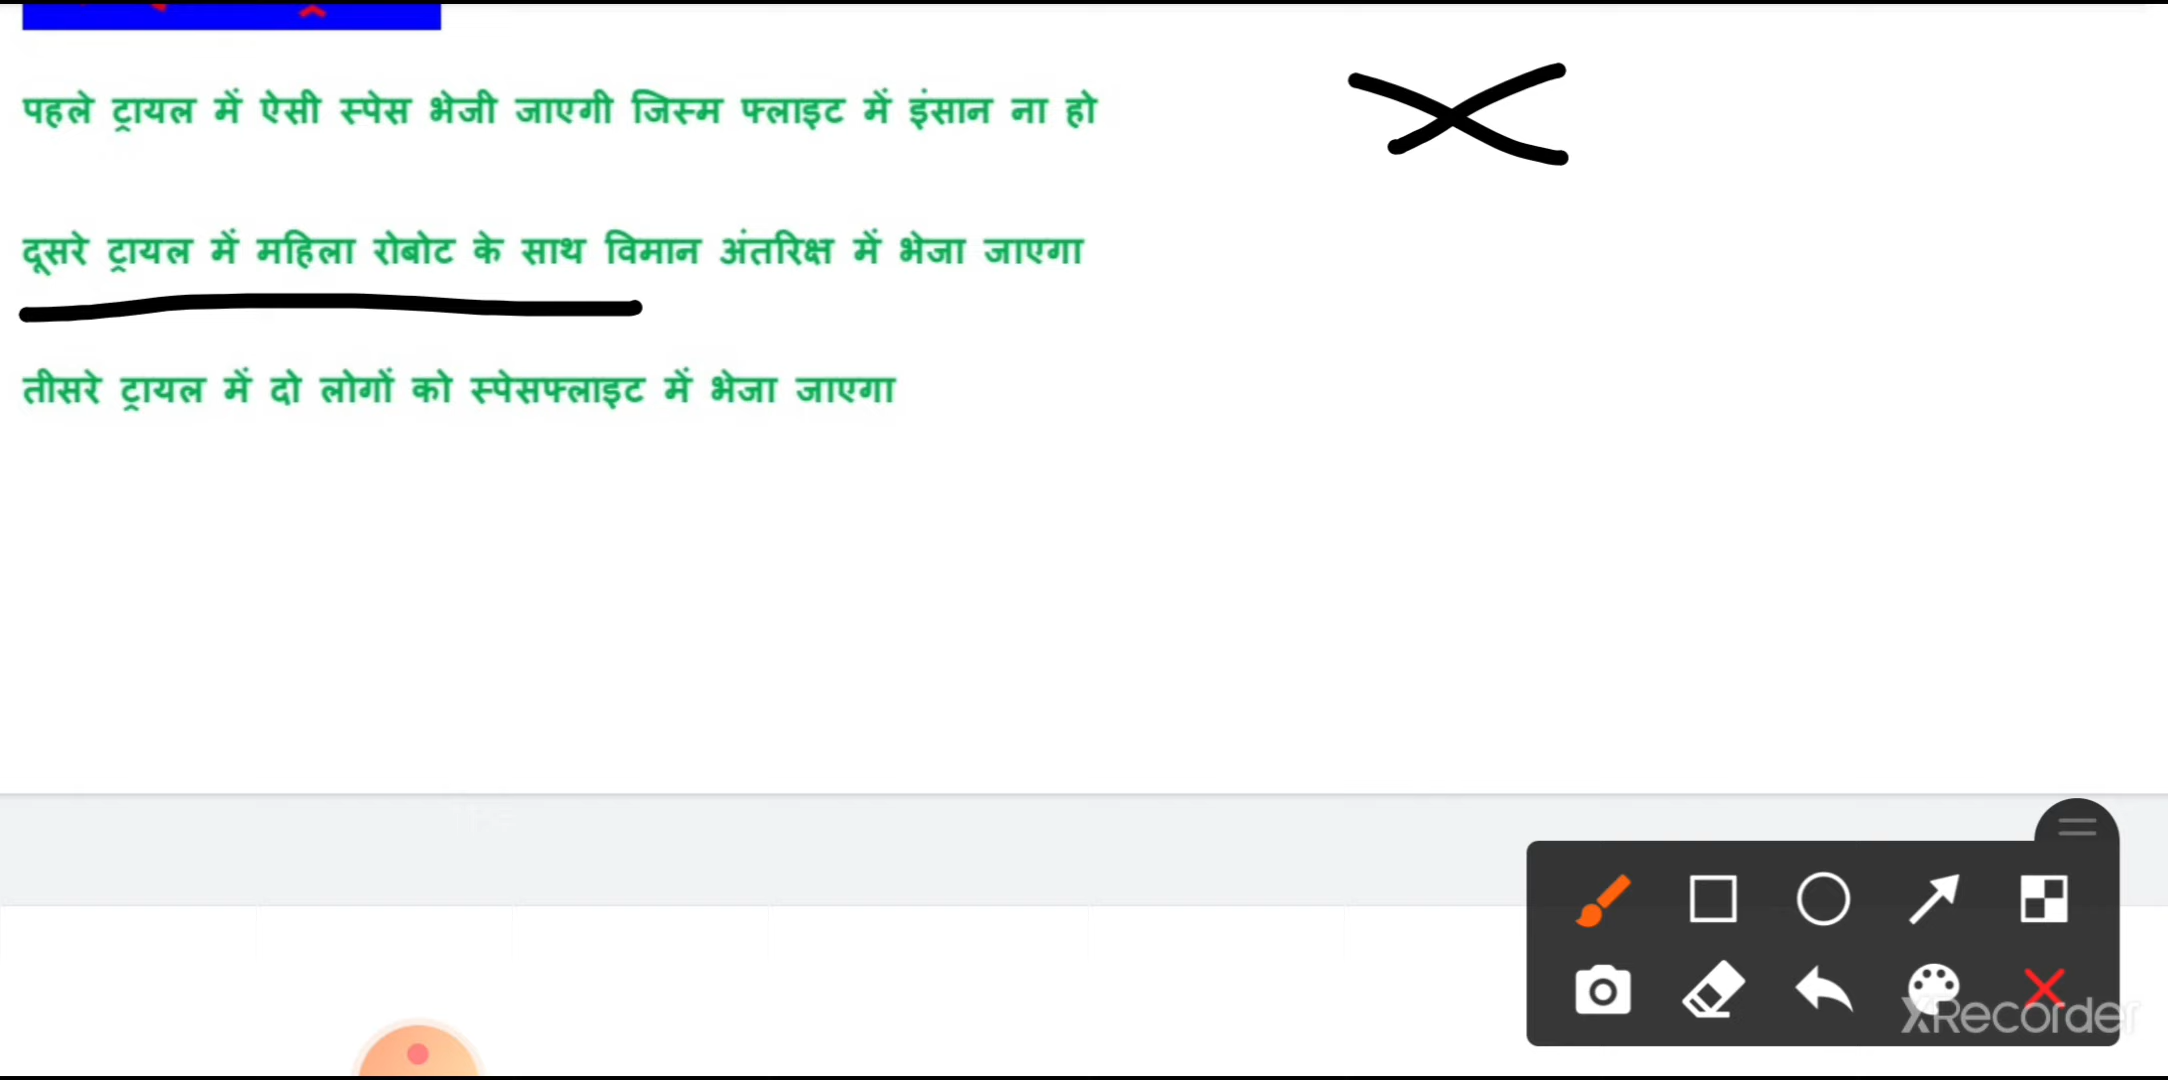 पहले ट्रायल में ऐसी स्पेस भेजी जाएगी जिस्म फ्लाइट में इंसान ना हो
दूसरे ट्रायल में महिला रोबोट के साथ विमान अंतरिक्ष में भेजा जाएगा
तीसरे ट्रायल में दो लोगों को स्पेसफ्लाइट में भेजा जाएगा
XRecorder